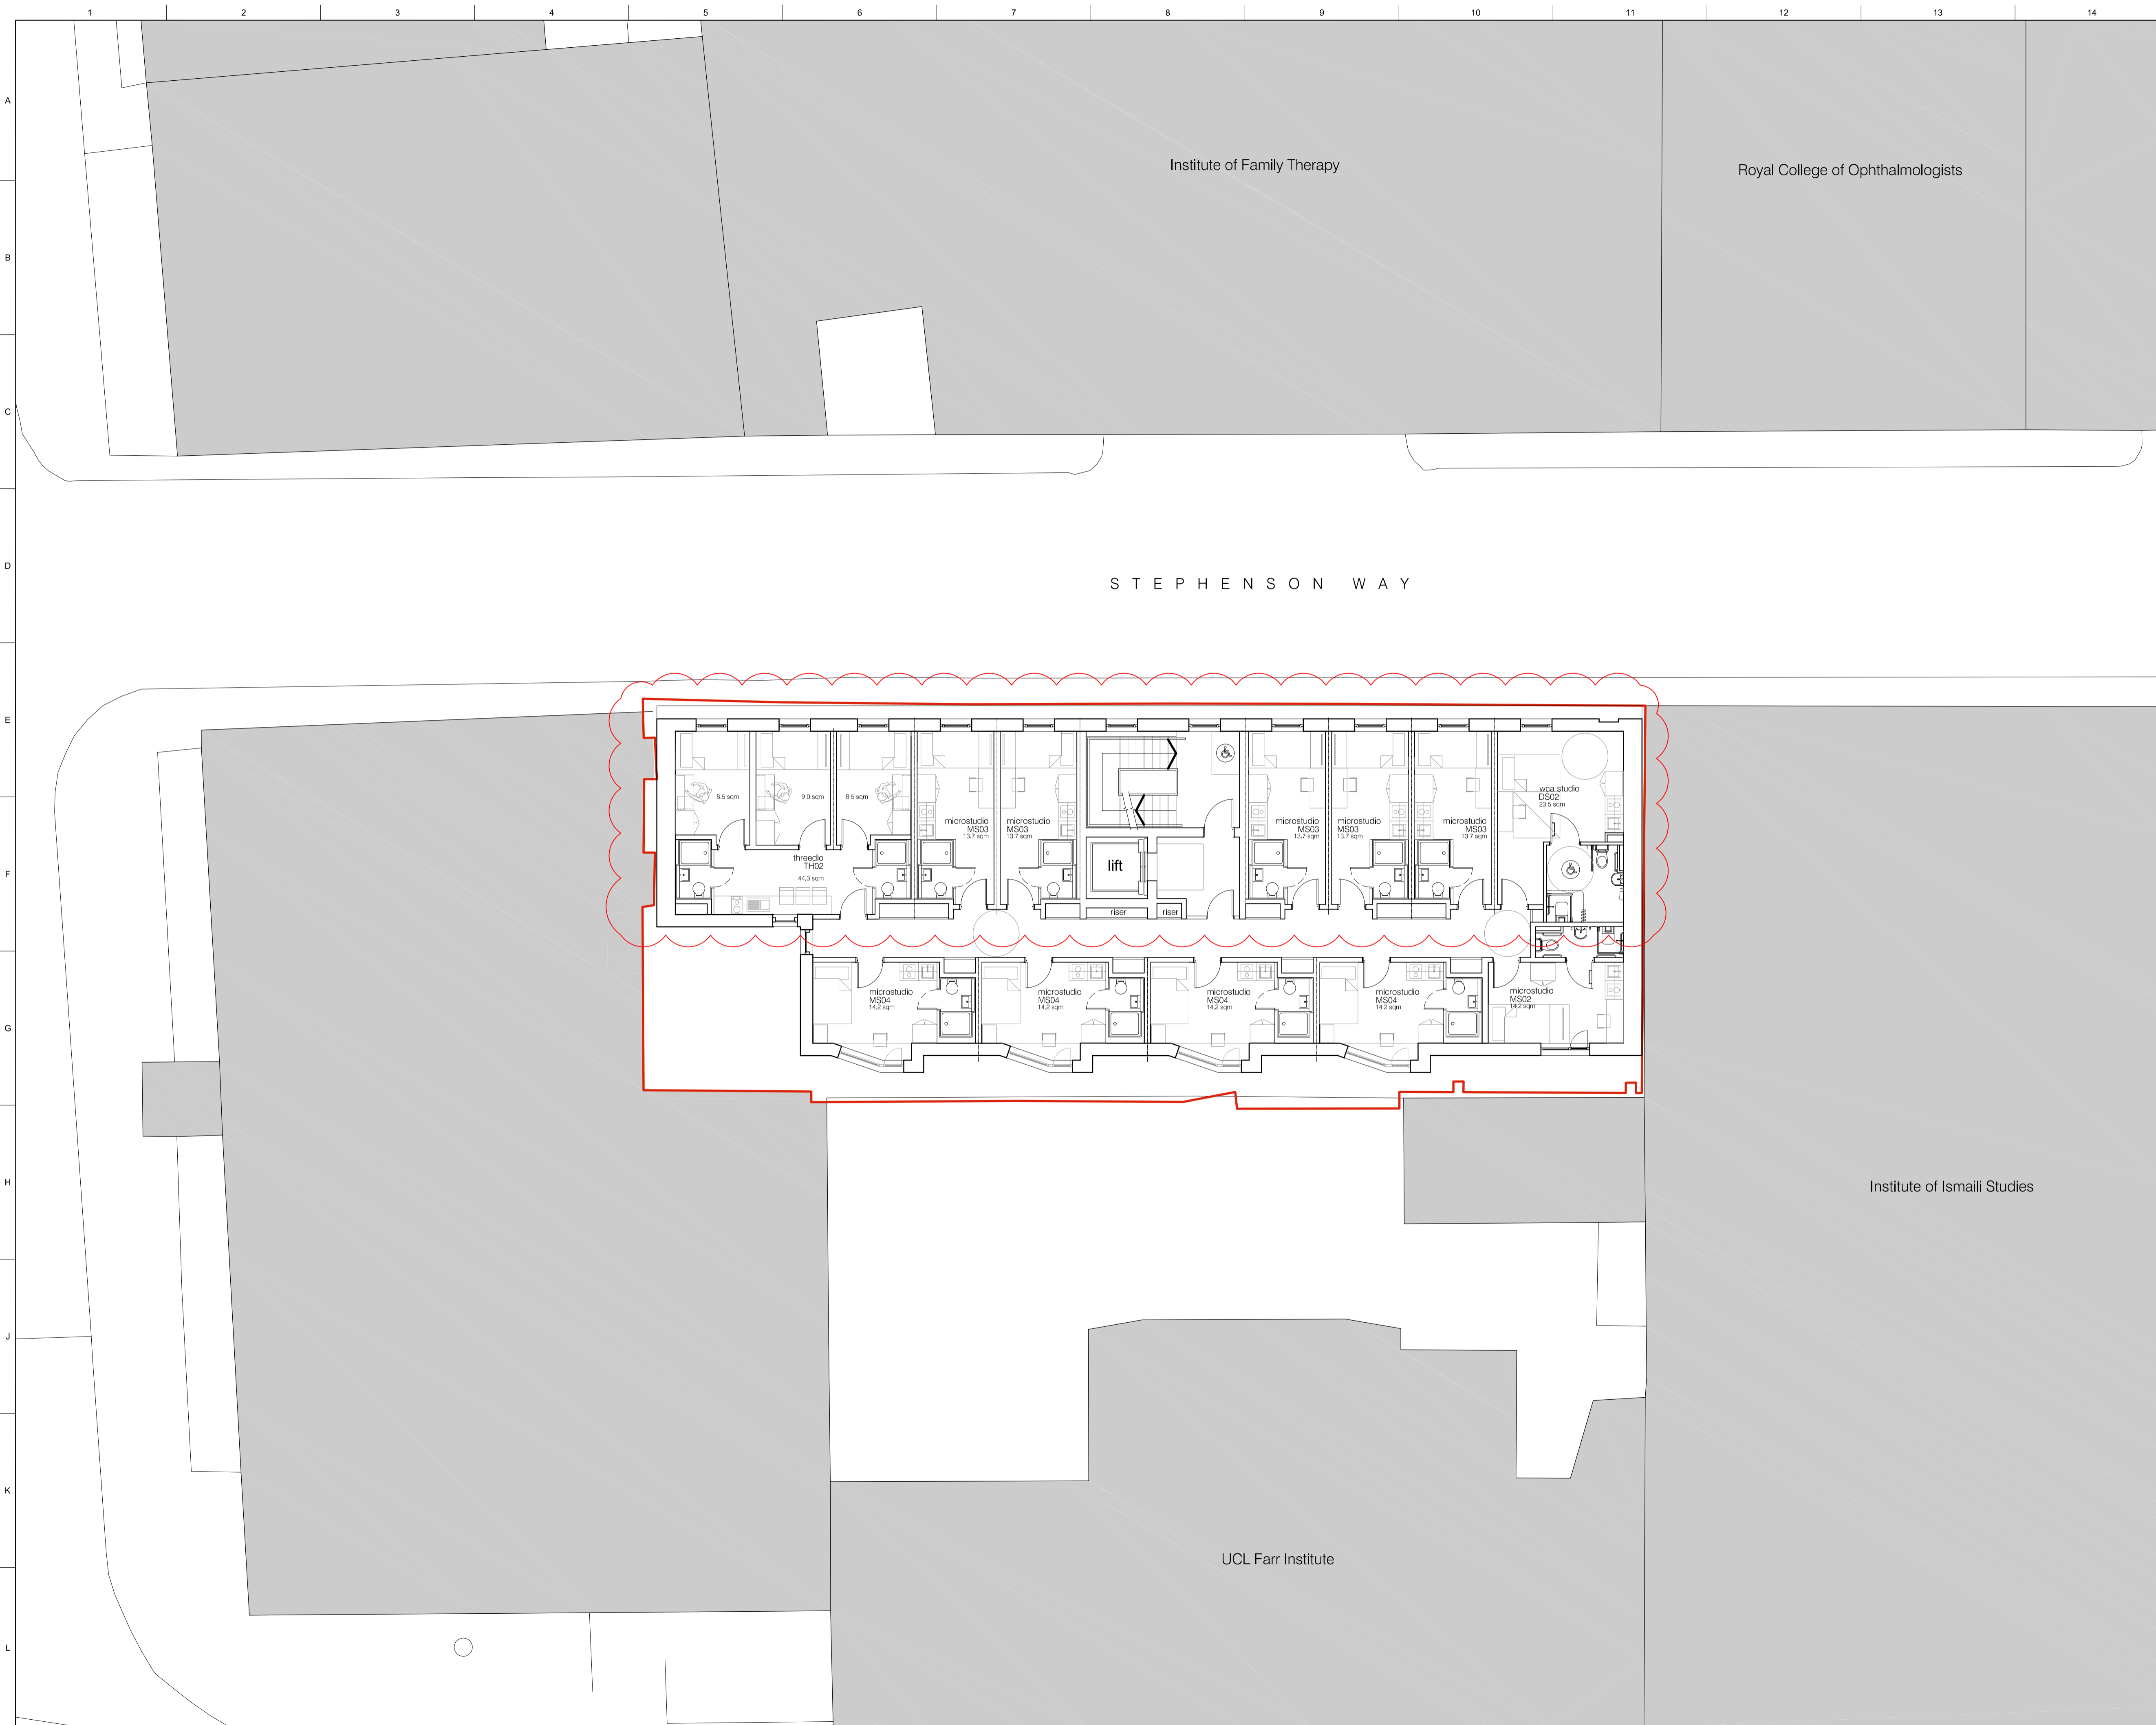 1 2 3 4 5 6 7 8 9 10 11 12 13 14
A
Institute of Family Therapy
Royal College of Ophthalmologists
B
C
D
STEPHENSON WAY
E
8.5 sqm
9.0 sqm
8.5 sqm
wca studio
DS02
23.5 sqm
microstudio
MS03
13.7 sqm
microstudio
MS03
13.7 sqm
microstudio
MS03
13.7 sqm
microstudio
MS03
13.7 sqm
microstudio
MS03
13.7 sqm
threedio
TH02
44.3 sqm
lift
F
riser
riser
microstudio
MS04
14.2 sqm
microstudio
MS04
14.2 sqm
microstudio
MS04
14.2 sqm
microstudio
MS04
14.2 sqm
microstudio
MS02
14.2 sqm
G
H
Institute of Ismaili Studies
J
K
UCL Farr Institute
L